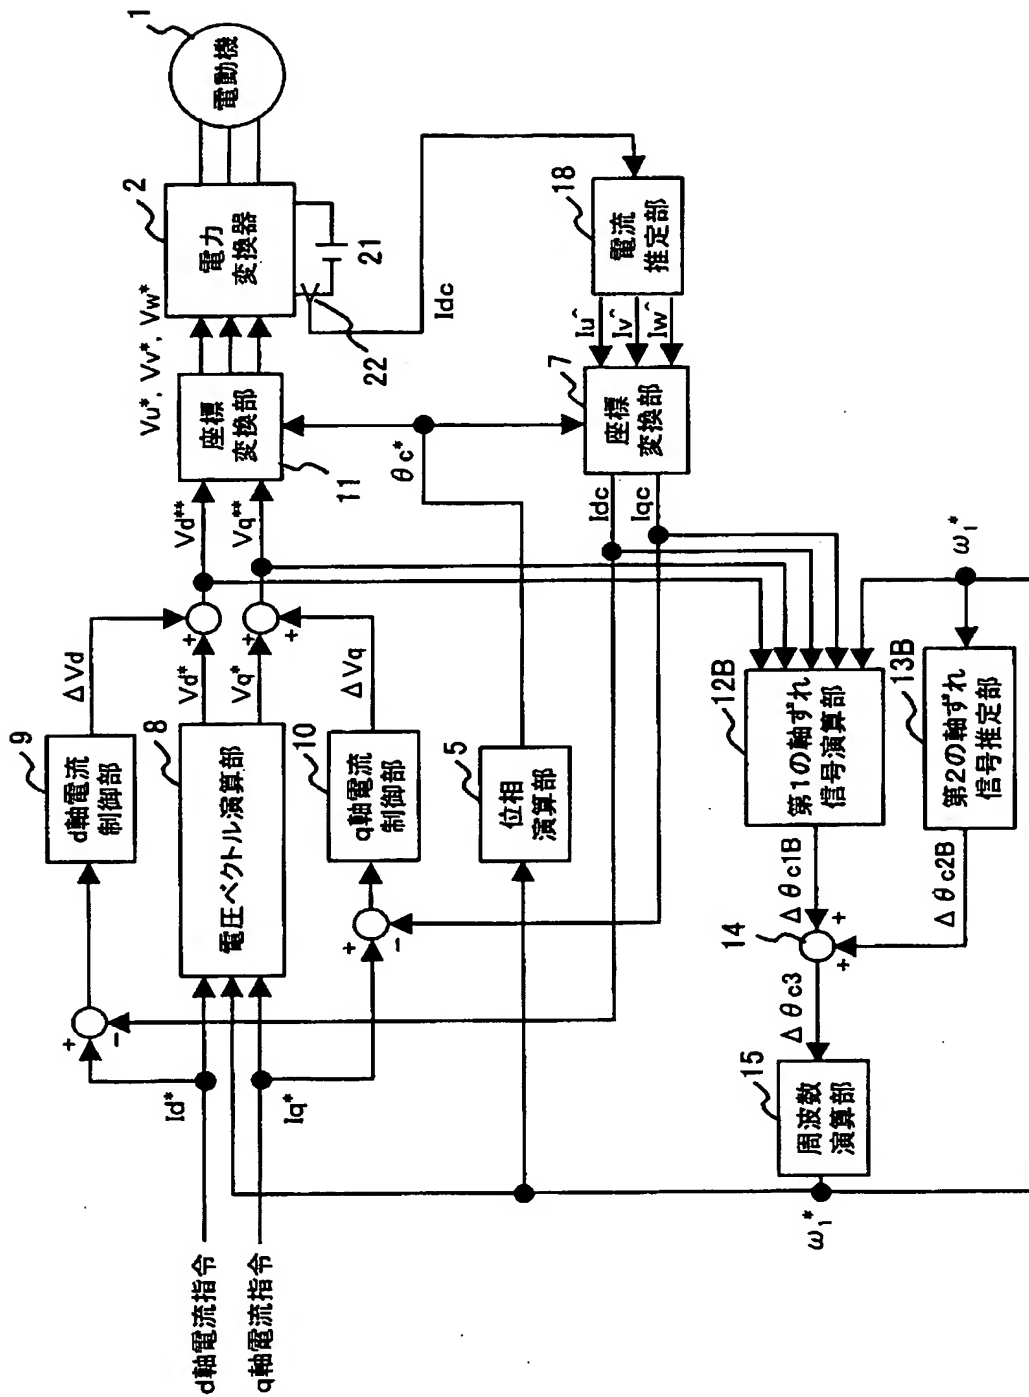 1
電動機
2
電力
変換器
21
22
Idc
Vu*, Vv*, Vw*
座標
変換部
11
θc*
18
電流
推定部
Iu^
Iv^
Iw^
7
座標
変換部
Idc
Iqc
Vd**
Vq**
+
+
+
+
ΔVd
ΔVq
Vd*
Vq*
9
d軸電流
制御部
8
電圧ベクトル演算部
10
q軸電流
制御部
5
位相
演算部
+
-
+
-
Id*
Iq*
d軸電流指令
q軸電流指令
ω1*
12B
第1の軸ずれ
信号演算部
13B
第2の軸ずれ
信号推定部
Δθc1B
Δθc2B
14
+
+
Δθc3
15
周波数
演算部
ω1*